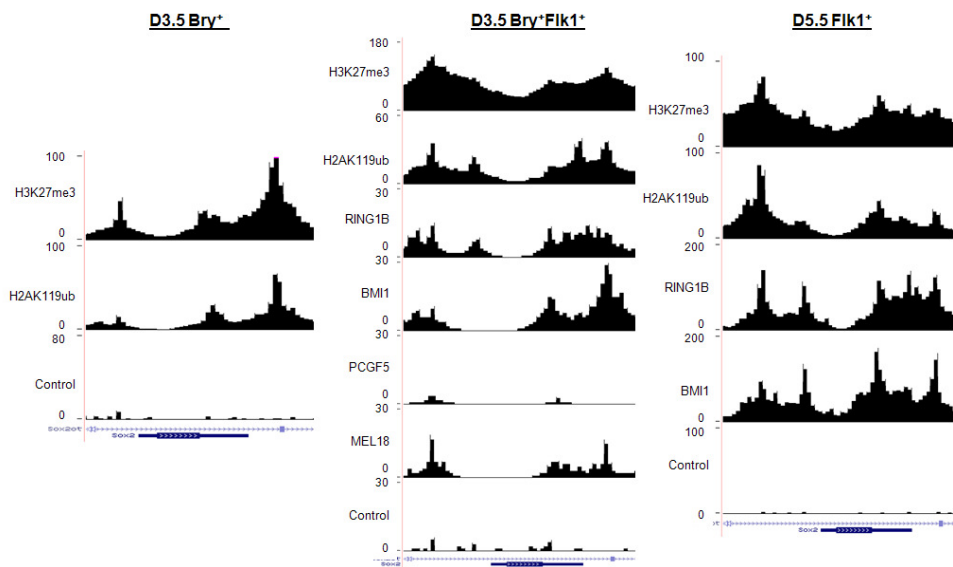 D3.5 Bry⁺
100
H3K27me3
0
100
H2AK119ub
0
80
Control
0
Sox2ot
Sox2
D3.5 Bry⁺Flk1⁺
180
H3K27me3
0
60
H2AK119ub
0
30
RING1B
0
30
BMI1
0
30
PCGF5
0
30
MEL18
0
30
Control
0
Sox2
D5.5 Flk1⁺
100
H3K27me3
0
100
H2AK119ub
0
200
RING1B
0
200
BMI1
0
100
Control
0
ot
Sox2